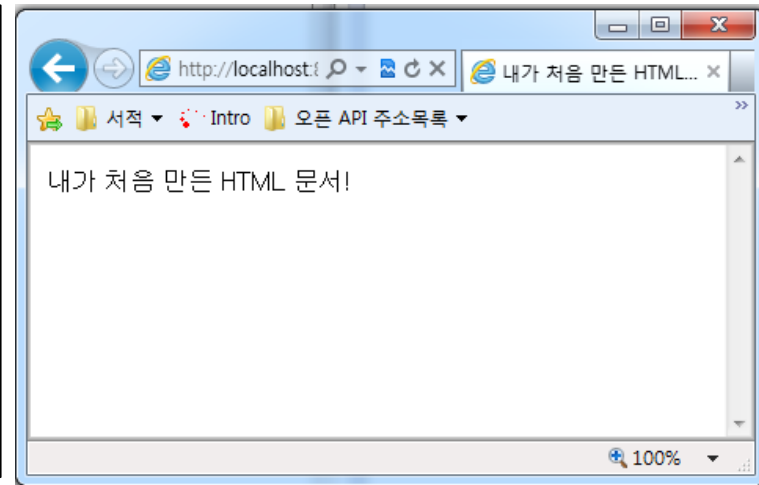 http://localhost:8
내가 처음 만든 HTML...
서적
Intro
오픈 API 주소목록
내가 처음 만든 HTML 문서!
100%